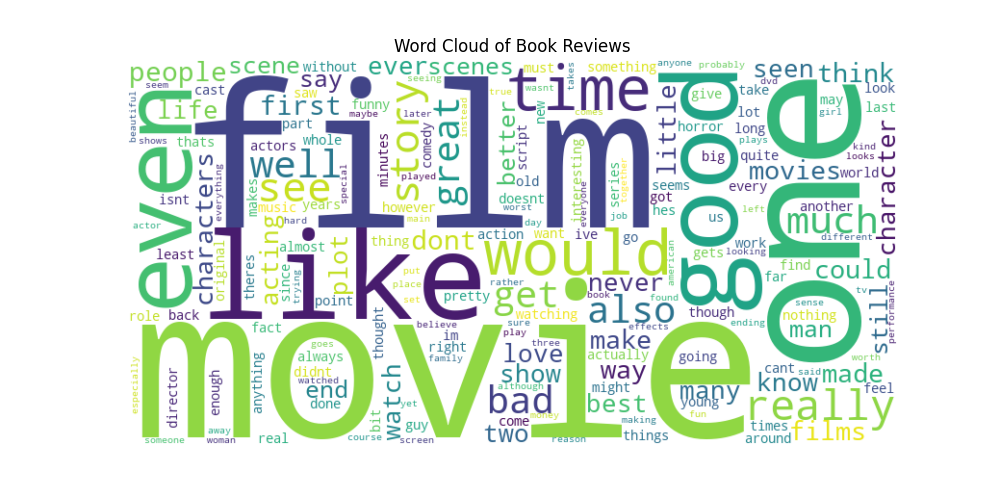 Word Cloud of Book Reviews
people scene without ever scenes must something anyone probably seen think
seem cast say seeing takes dvd look
life saw first funny true time wasnt give take may last
beautiful shows thats part maybe later new comes little lot girl
film story great better good one
even isnt actors whole minutes comedy script horror long plays kind
well played instead old interesting big quite movies looks world
characters everything makes see special doesnt series seems every
actor music years however main worst everyone together job got hes us another much character
least acting hard day left different
original theres almost plot thing dont action want ive go american gets work find could
like would looking far
since trying point put place set pretty get rather never book found though sense tv still
role back watching also effects ending nothing man performance
movie fact thought believe im sure play three make actually going cant said worth
always right family love way know made feel
especially director enough anything didnt goes watched end watch yet although show might many young fun
done bit guy bad come money best making really
someone away woman real course screen two reason things times around films